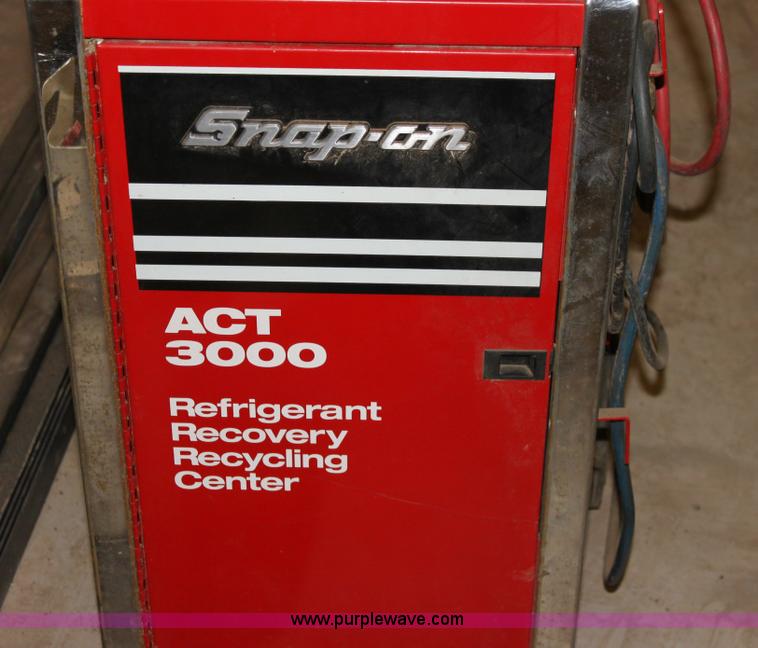 Snap-on
ACT
3000
Refrigerant
Recovery
Recycling
Center
www.purplewave.com